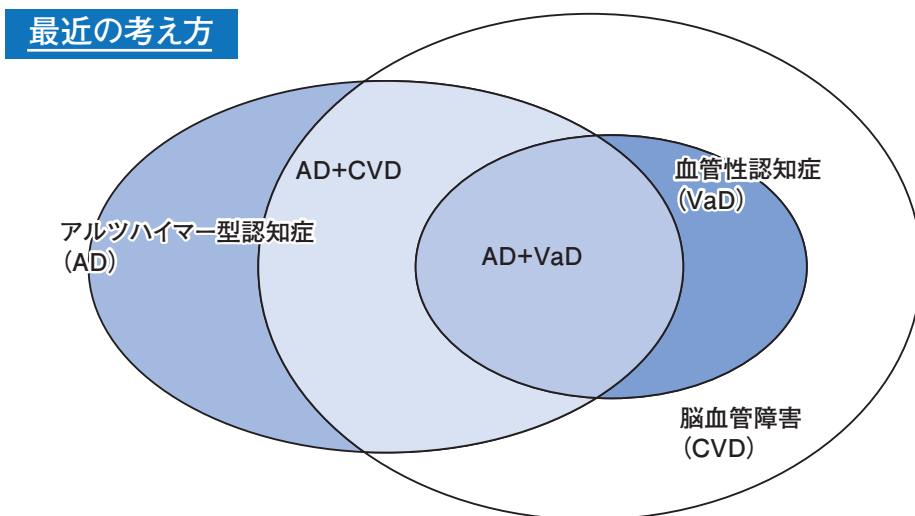 最近の考え方
AD+CVD
血管性認知症
(VaD)
アルツハイマー型認知症
(AD)
AD+VaD
脳血管障害
(CVD)